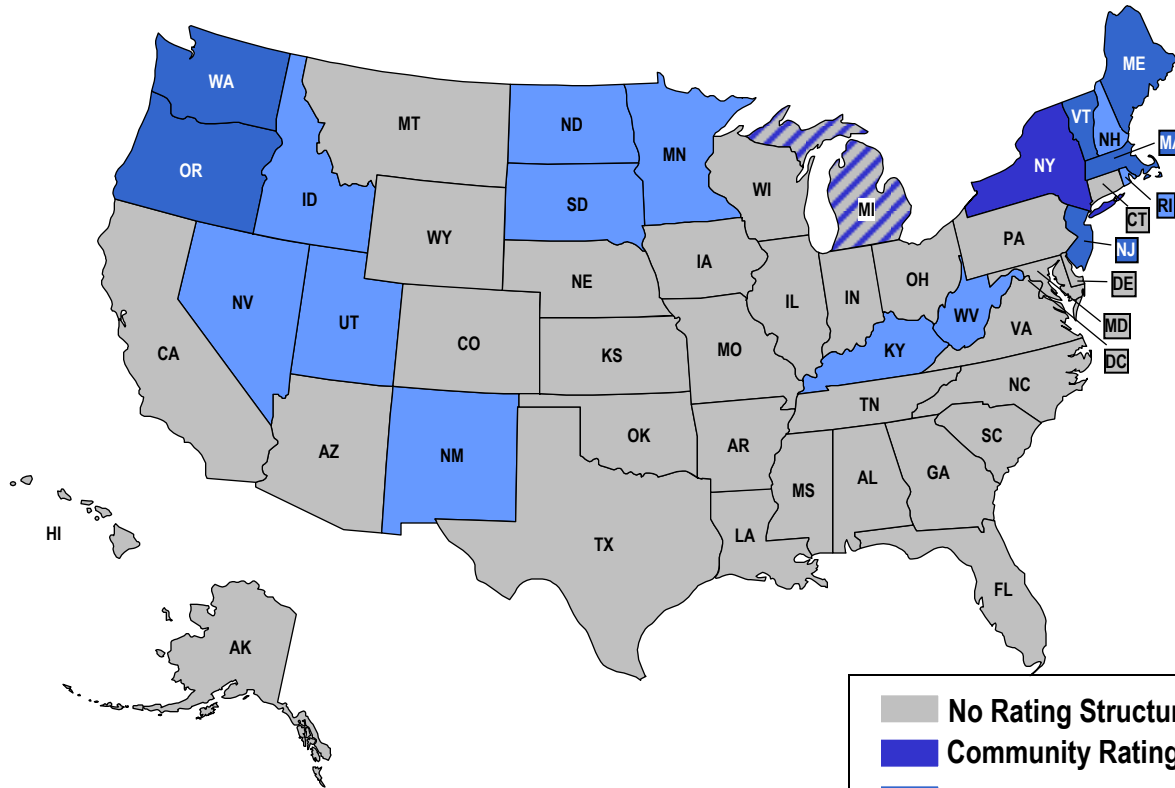 WA
ME
MT
ND
VT
MN
NH
OR
MA
NY
ID
WI
SD
MI
RI
CT
WY
PA
NJ
IA
NE
OH
DE
NV
IL
IN
UT
WV
MD
CO
VA
CA
KS
MO
KY
DC
NC
TN
OK
SC
AZ
NM
AR
GA
AL
MS
HI
LA
TX
FL
AK
No Rating Structur
Community Rating